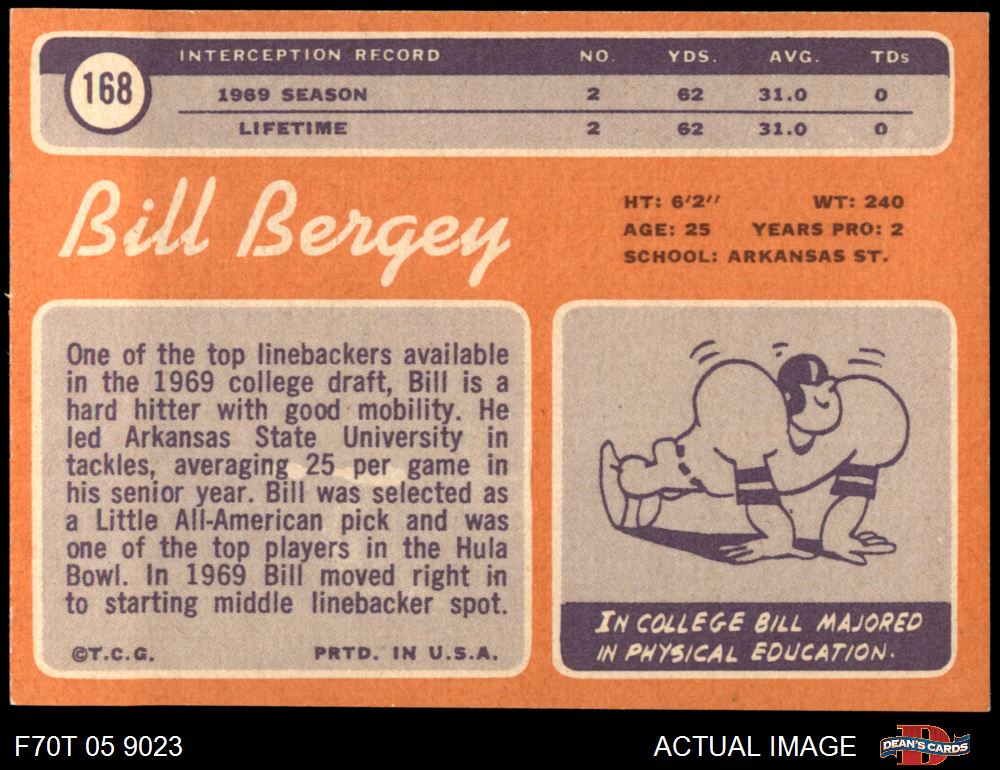 168
INTERCEPTION RECORD NO. YDS. AVG. TDs
1969 SEASON 2 62 31.0 0
LIFETIME 2 62 31.0 0
Bill Bergey
HT: 6'2" WT: 240
AGE: 25 YEARS PRO: 2
SCHOOL: ARKANSAS ST.
One of the top linebackers available
in the 1969 college draft, Bill is a
hard hitter with good mobility. He
led Arkansas State University in
tackles, averaging 25 per game in
his senior year. Bill was selected as
a Little All-American pick and was
one of the top players in the Hula
Bowl. In 1969 Bill moved right in
to starting middle linebacker spot.
©T.C.G. PRTD. IN U.S.A.
IN COLLEGE BILL MAJORED
IN PHYSICAL EDUCATION.
F70T 05 9023
ACTUAL IMAGE
D
DEAN'S CARDS